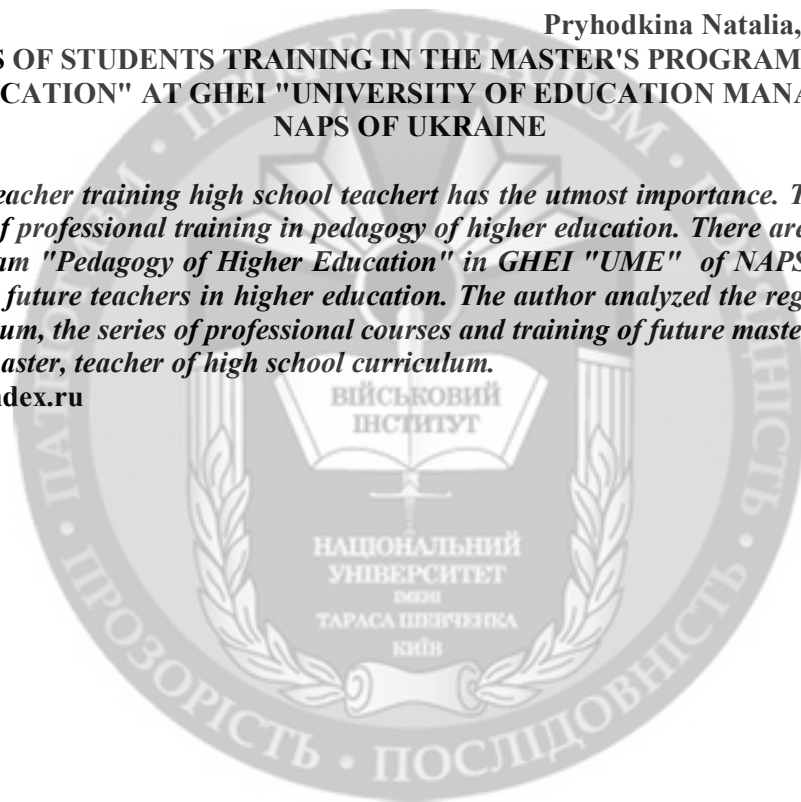 Pryhodkina Natalia,
S OF STUDENTS TRAINING IN THE MASTER'S PROGRAM
CATION" AT GHEI "UNIVERSITY OF EDUCATION MANA
NAPS OF UKRAINE
eacher training high school teachert has the utmost importance. T
f professional training in pedagogy of higher education. There are
am "Pedagogy of Higher Education" in GHEI "UME" of NAPS
future teachers in higher education. The author analyzed the reg
um, the series of professional courses and training of future maste
aster, teacher of high school curriculum.
dex.ru
ПАТРІОТИЗМ • ПРОФЕСІОНАЛІЗМ •
ПРОЗОРІСТЬ • ПОСЛІДОВНІСТЬ
ВІЙСЬКОВИЙ
ІНСТИТУТ
НАЦІОНАЛЬНИЙ
УНІВЕРСИТЕТ
ІМЕНІ
ТАРАСА ШЕВЧЕНКА
КИЇВ